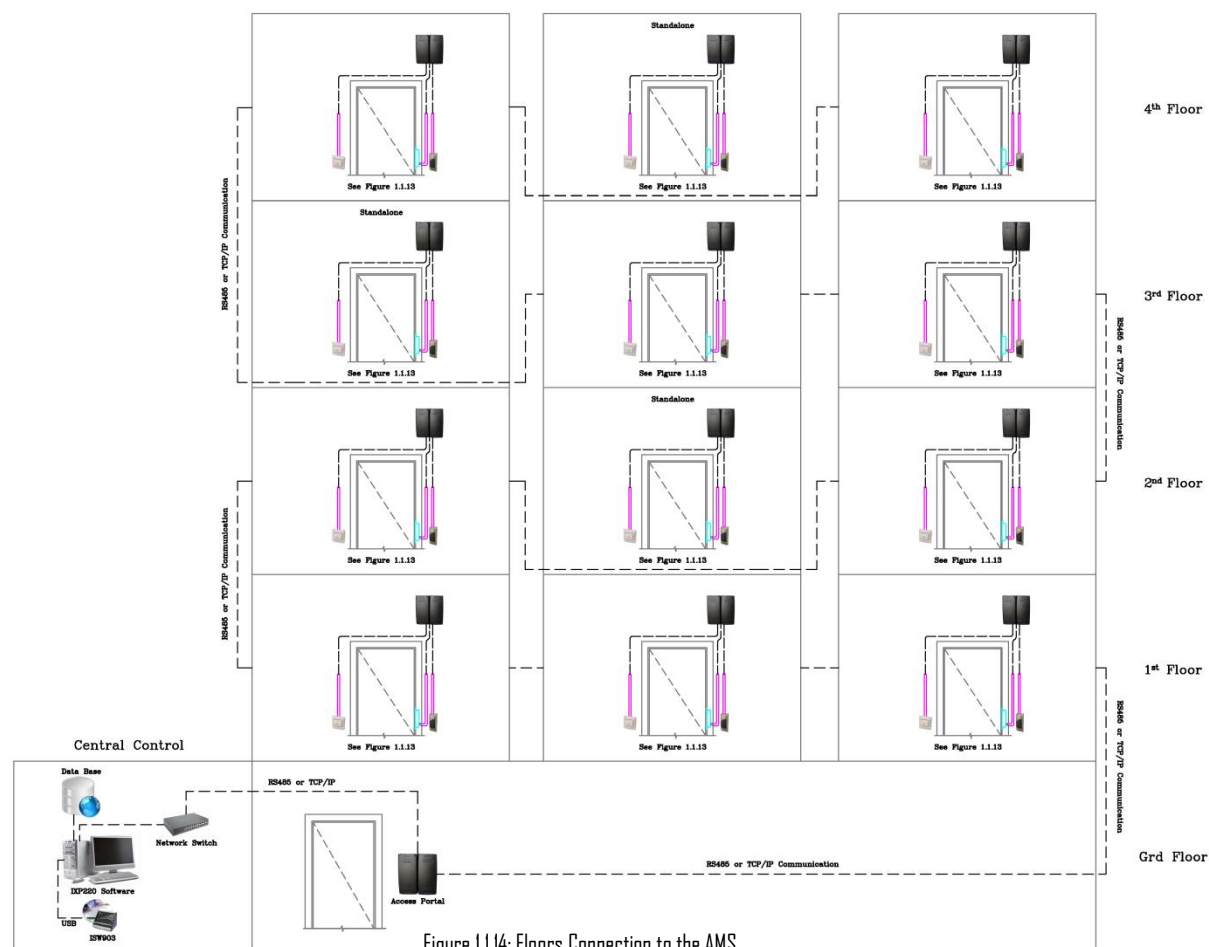 Standalone
4th Floor
See Figure 1.1.13
See Figure 1.1.13
See Figure 1.1.13
RS485 or TCP/IP Communication
Standalone
3rd Floor
See Figure 1.1.13
See Figure 1.1.13
See Figure 1.1.13
RS485 or TCP/IP Communication
Standalone
2nd Floor
See Figure 1.1.13
See Figure 1.1.13
See Figure 1.1.13
RS485 or TCP/IP Communication
1st Floor
See Figure 1.1.13
See Figure 1.1.13
See Figure 1.1.13
RS485 or TCP/IP Communication
Central Control
Data Base
RS485 or TCP/IP
Network Switch
RS485 or TCP/IP Communication
Grd Floor
IXP220 Software
Access Portal
USB
ISW903
Figure 1.1.14: Floors Connection to the AMS